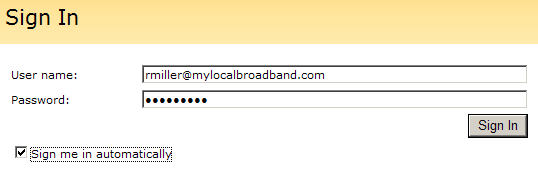 Sign In
User name: rmiller@mylocalbroadband.com
Password: •••••••••
Sign In
Sign me in automatically